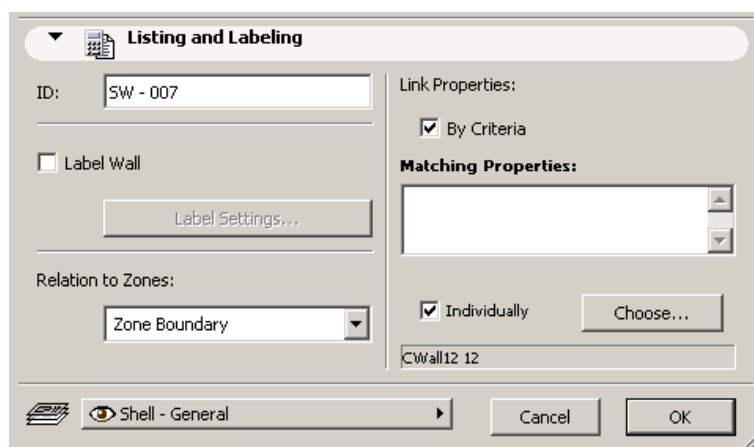 Listing and Labeling
ID: SW - 007
Label Wall
Label Settings...
Relation to Zones:
Zone Boundary
Link Properties:
By Criteria
Matching Properties:
Individually Choose...
CWall12 12
Shell - General Cancel OK